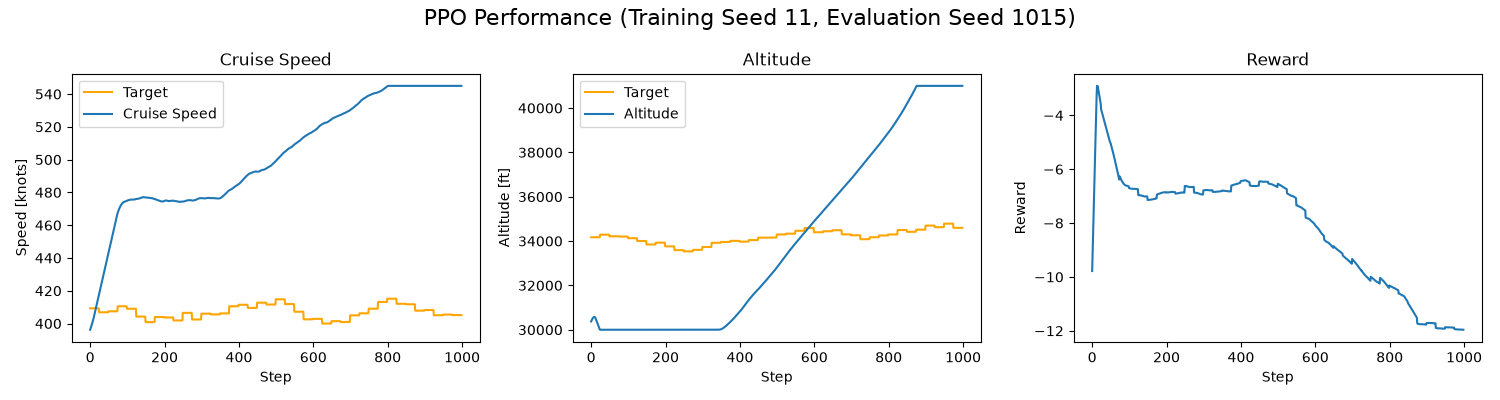 PPO Performance (Training Seed 11, Evaluation Seed 1015)
Cruise Speed
Target
Cruise Speed
Speed [knots]
540
520
500
480
460
440
420
400
0 200 400 600 800 1000
Step
Altitude
Target
Altitude
Altitude [ft]
40000
38000
36000
34000
32000
30000
0 200 400 600 800 1000
Step
Reward
Reward
−4
−6
−8
−10
−12
0 200 400 600 800 1000
Step